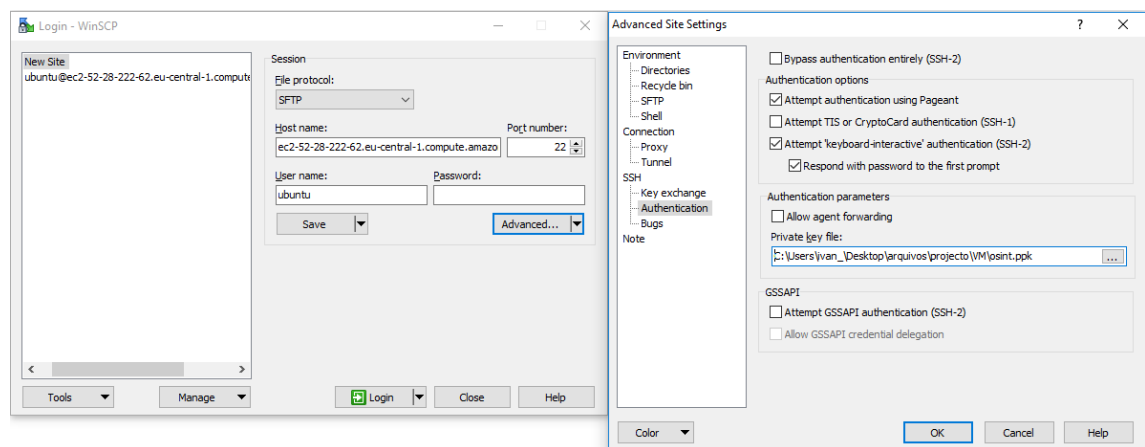 Login - WinSCP
New Site
ubuntu@ec2-52-28-222-62.eu-central-1.compute
Session
File protocol:
SFTP
Host name:
Port number:
ec2-52-28-222-62.eu-central-1.compute.amazo
22
User name:
Password:
ubuntu
Save
Advanced...
Tools
Manage
Login
Close
Help
Advanced Site Settings
?
Environment
Directories
Recycle bin
SFTP
Shell
Connection
Proxy
Tunnel
SSH
Key exchange
Authentication
Bugs
Note
Bypass authentication entirely (SSH-2)
Authentication options
Attempt authentication using Pageant
Attempt TIS or CryptoCard authentication (SSH-1)
Attempt 'keyboard-interactive' authentication (SSH-2)
Respond with password to the first prompt
Authentication parameters
Allow agent forwarding
Private key file:
C:\Users\ivan_\Desktop\arquivos\projecto\VM\osint.ppk
...
GSSAPI
Attempt GSSAPI authentication (SSH-2)
Allow GSSAPI credential delegation
Color
OK
Cancel
Help